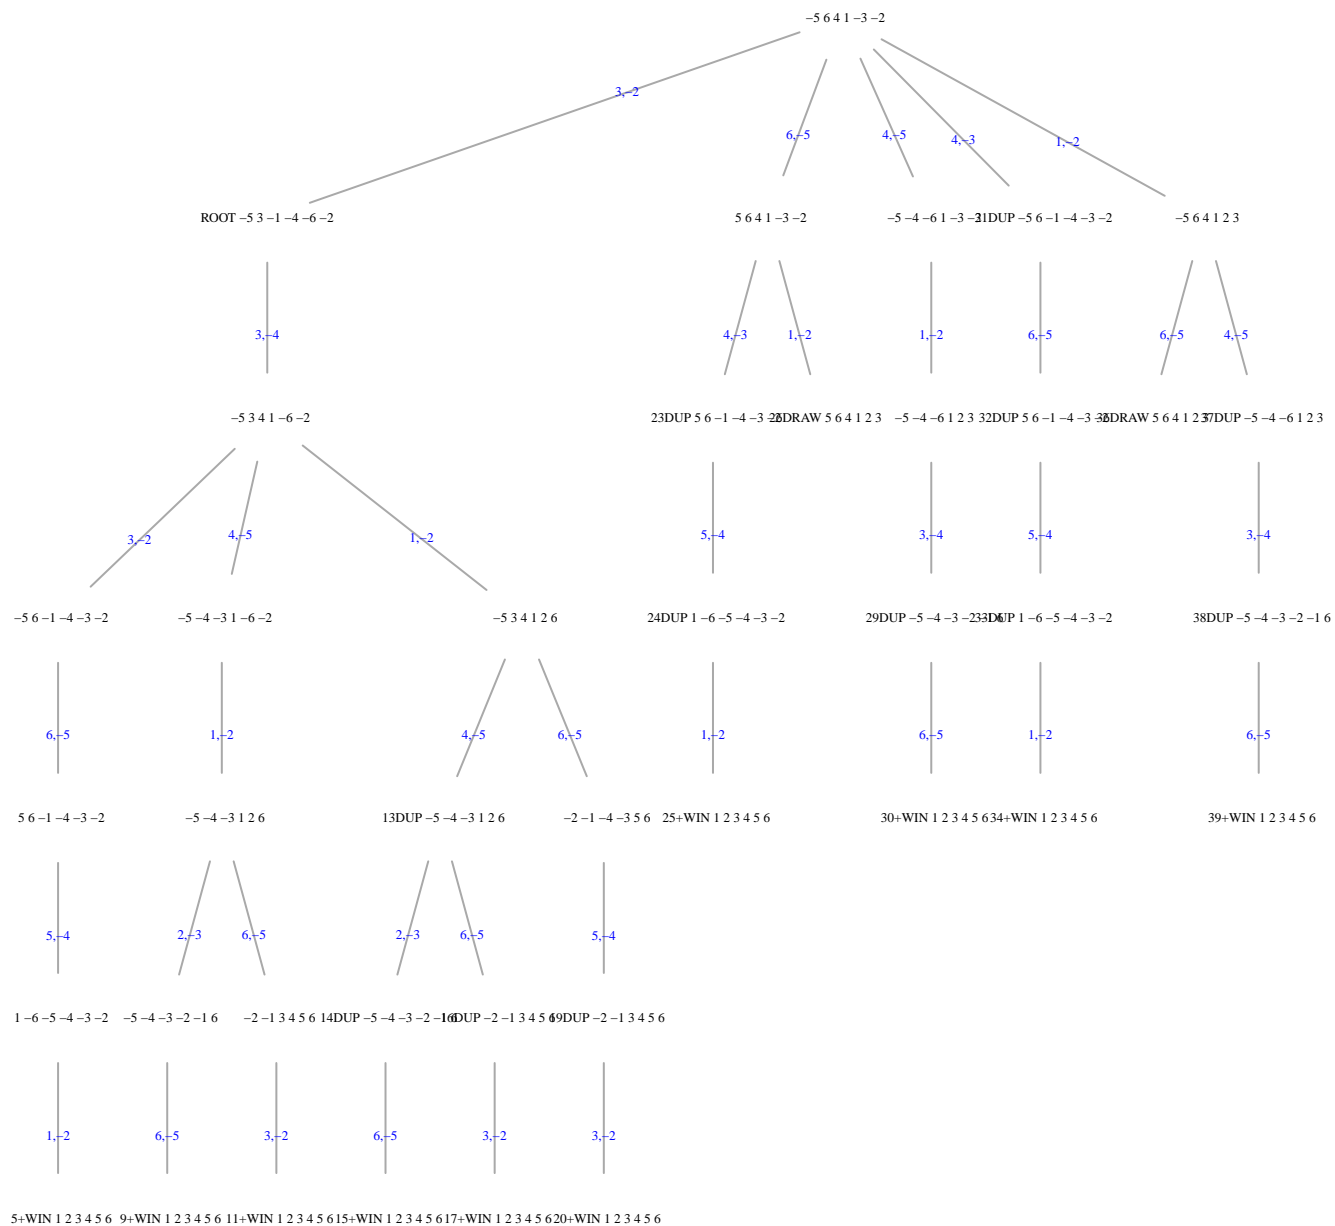 −5 6 4 1 −3 −2
3,−2
6,−5 4,−5 4,−3 1,−2
ROOT −5 3 −1 −4 −6 −2 5 6 4 1 −3 −2 −5 −4 −6 1 −3 −2 31DUP −5 6 −1 −4 −3 −2 −5 6 4 1 2 3
3,−4 4,−3 1,−2 1,−2 6,−5 6,−5 4,−5
−5 3 4 1 −6 −2 23DUP 5 6 −1 −4 −3 −2 26DRAW 5 6 4 1 2 3 −5 −4 −6 1 2 3 32DUP 5 6 −1 −4 −3 −2 36DRAW 5 6 4 1 2 3 37DUP −5 −4 −6 1 2 3
3,−2 4,−5 1,−2 5,−4 3,−4 5,−4 3,−4
−5 6 −1 −4 −3 −2 −5 −4 −3 1 −6 −2 −5 3 4 1 2 6 24DUP 1 −6 −5 −4 −3 −2 29DUP −5 −4 −3 −2 −1 6 33DUP 1 −6 −5 −4 −3 −2 38DUP −5 −4 −3 −2 −1 6
6,−5 1,−2 4,−5 6,−5 1,−2 6,−5 1,−2 6,−5
5 6 −1 −4 −3 −2 −5 −4 −3 1 2 6 13DUP −5 −4 −3 1 2 6 −2 −1 −4 −3 5 6 25+WIN 1 2 3 4 5 6 30+WIN 1 2 3 4 5 6 34+WIN 1 2 3 4 5 6 39+WIN 1 2 3 4 5 6
5,−4 2,−3 6,−5 2,−3 6,−5 5,−4
1 −6 −5 −4 −3 −2 −5 −4 −3 −2 −1 6 −2 −1 3 4 5 6 14DUP −5 −4 −3 −2 −1 6 16DUP −2 −1 3 4 5 6 19DUP −2 −1 3 4 5 6
1,−2 6,−5 3,−2 6,−5 3,−2 3,−2
5+WIN 1 2 3 4 5 6 9+WIN 1 2 3 4 5 6 11+WIN 1 2 3 4 5 6 15+WIN 1 2 3 4 5 6 17+WIN 1 2 3 4 5 6 20+WIN 1 2 3 4 5 6